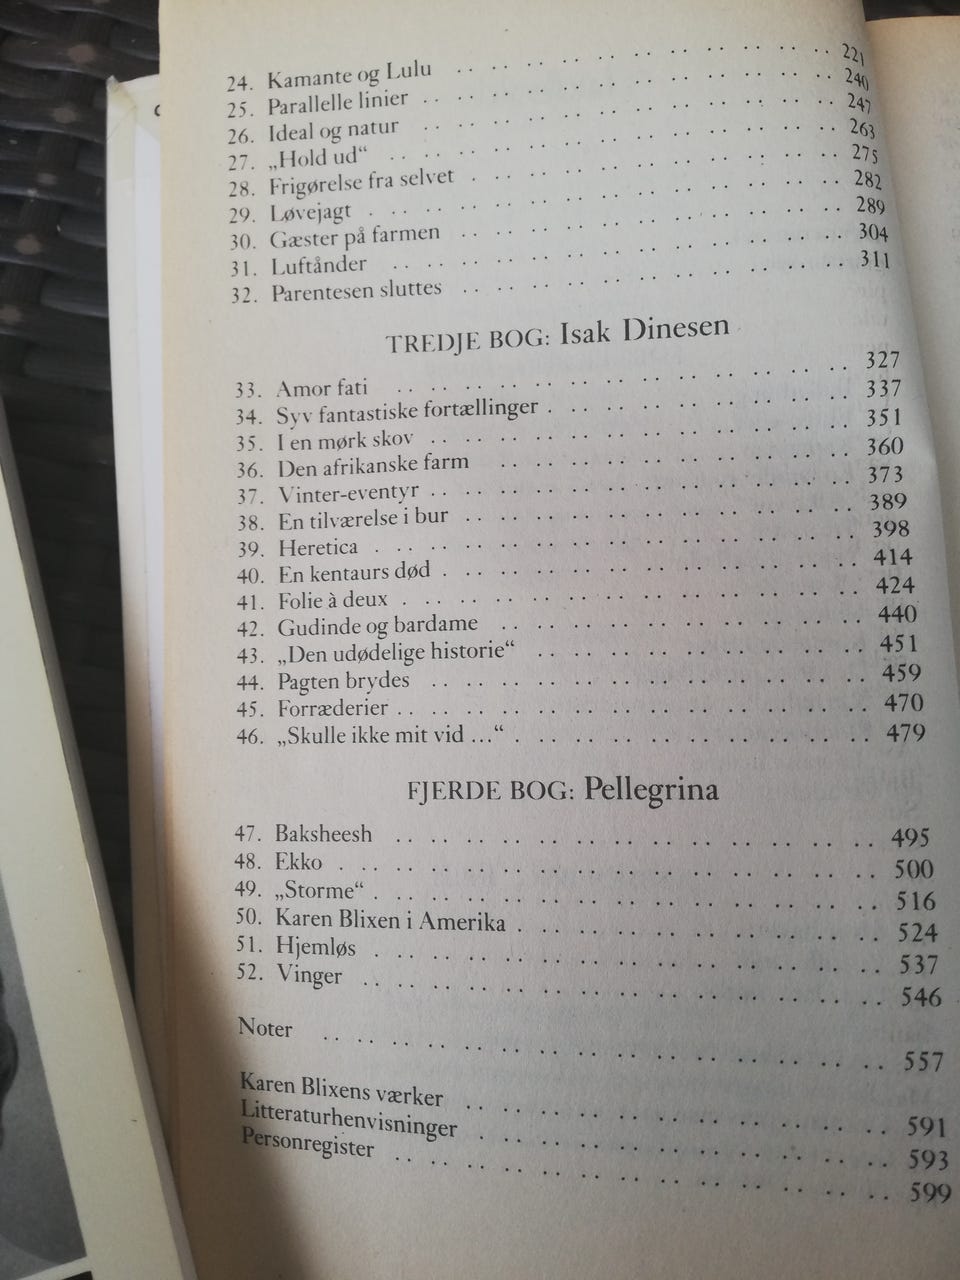 24. Kamante og Lulu 221
25. Parallelle linier 240
26. Ideal og natur 247
27. „Hold ud“ 263
28. Frigørelse fra selvet 275
29. Løvejagt 282
30. Gæster på farmen 289
31. Luftånder 304
32. Parentesen sluttes 311
TREDJE BOG: Isak Dinesen
33. Amor fati 327
34. Syv fantastiske fortællinger 337
35. I en mørk skov 351
36. Den afrikanske farm 360
37. Vinter-eventyr 373
38. En tilværelse i bur 389
39. Heretica 398
40. En kentaurs død 414
41. Folie à deux 424
42. Gudinde og bardame 440
43. „Den udødelige historie“ 451
44. Pagten brydes 459
45. Forræderier 470
46. „Skulle ikke mit vid ...“ 479
FJERDE BOG: Pellegrina
47. Baksheesh 495
48. Ekko 500
49. „Storme“ 516
50. Karen Blixen i Amerika 524
51. Hjemløs 537
52. Vinger 546
Noter 557
Karen Blixens værker 591
Litteraturhenvisninger 593
Personregister 599